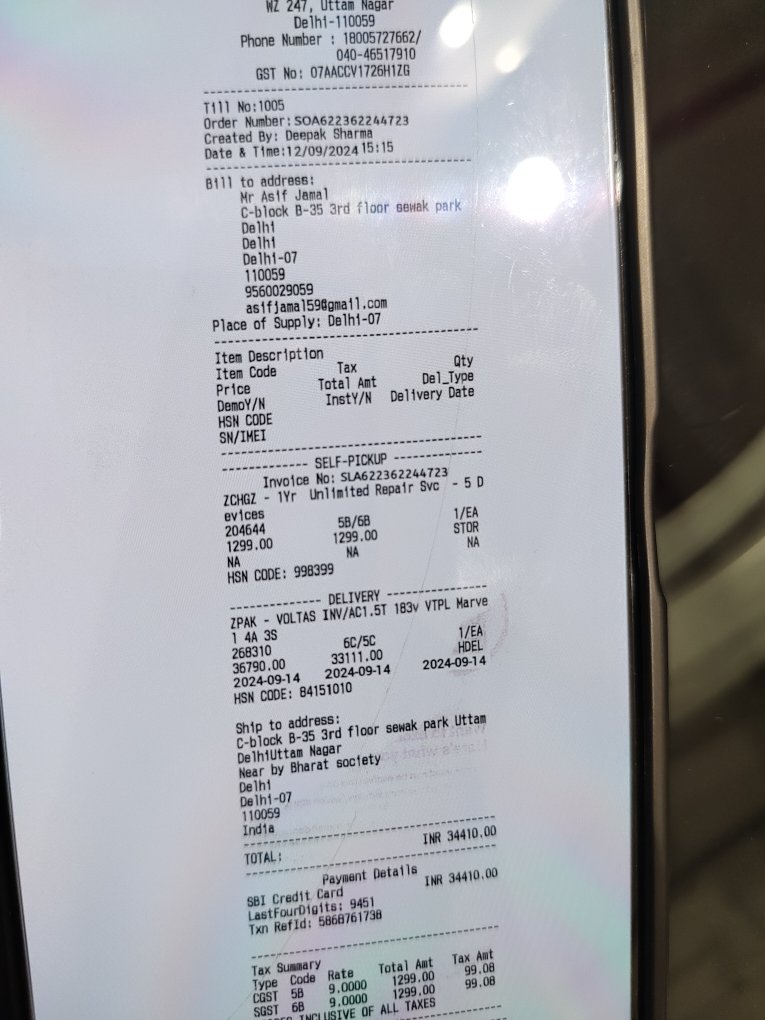 WZ 247, Uttam Nagar
Delhi-110059
Phone Number : 18005727662/
040-46517910
GST No: 07AACCV1726H1ZG
Till No:1005
Order Number:SOA622362244723
Created By: Deepak Sharma
Date & Time:12/09/2024 15:15
Bill to address:
Mr Asif Jamal
C-block B-35 3rd floor sewak park
Delhi
Delhi
Delhi-07
110059
9560029059
asifjamal59@gmail.com
Place of Supply: Delhi-07
Item Description
Item Code Tax Qty
Price Total Amt Del_Type
DemoY/N InstY/N Delivery Date
HSN CODE
SN/IMEI
SELF-PICKUP
Invoice No: SLA622362244723
ZCHGZ - 1Yr Unlimited Repair Svc - 5 D
evices
204644 5B/6B 1/EA
1299.00 1299.00 STOR
NA NA NA
HSN CODE: 998399
DELIVERY
ZPAK - VOLTAS INV/AC1.5T 183v VTPL Marve
l 4A 3S
268310 6C/5C 1/EA
36790.00 33111.00 HDEL
2024-09-14 2024-09-14 2024-09-14
HSN CODE: 84151010
Ship to address:
C-block B-35 3rd floor sewak park Uttam
DelhiUttam Nagar
Near by Bharat society
Delhi
Delhi-07
110059
India
TOTAL: INR 34410.00
Payment Details
SBI Credit Card INR 34410.00
LastFourDigits: 9451
Txn RefId: 5868761738
Tax Summary
Type Code Rate Total Amt Tax Amt
CGST 5B 9.0000 1299.00 99.08
SGST 6B 9.0000 1299.00 99.08
INCLUSIVE OF ALL TAXES